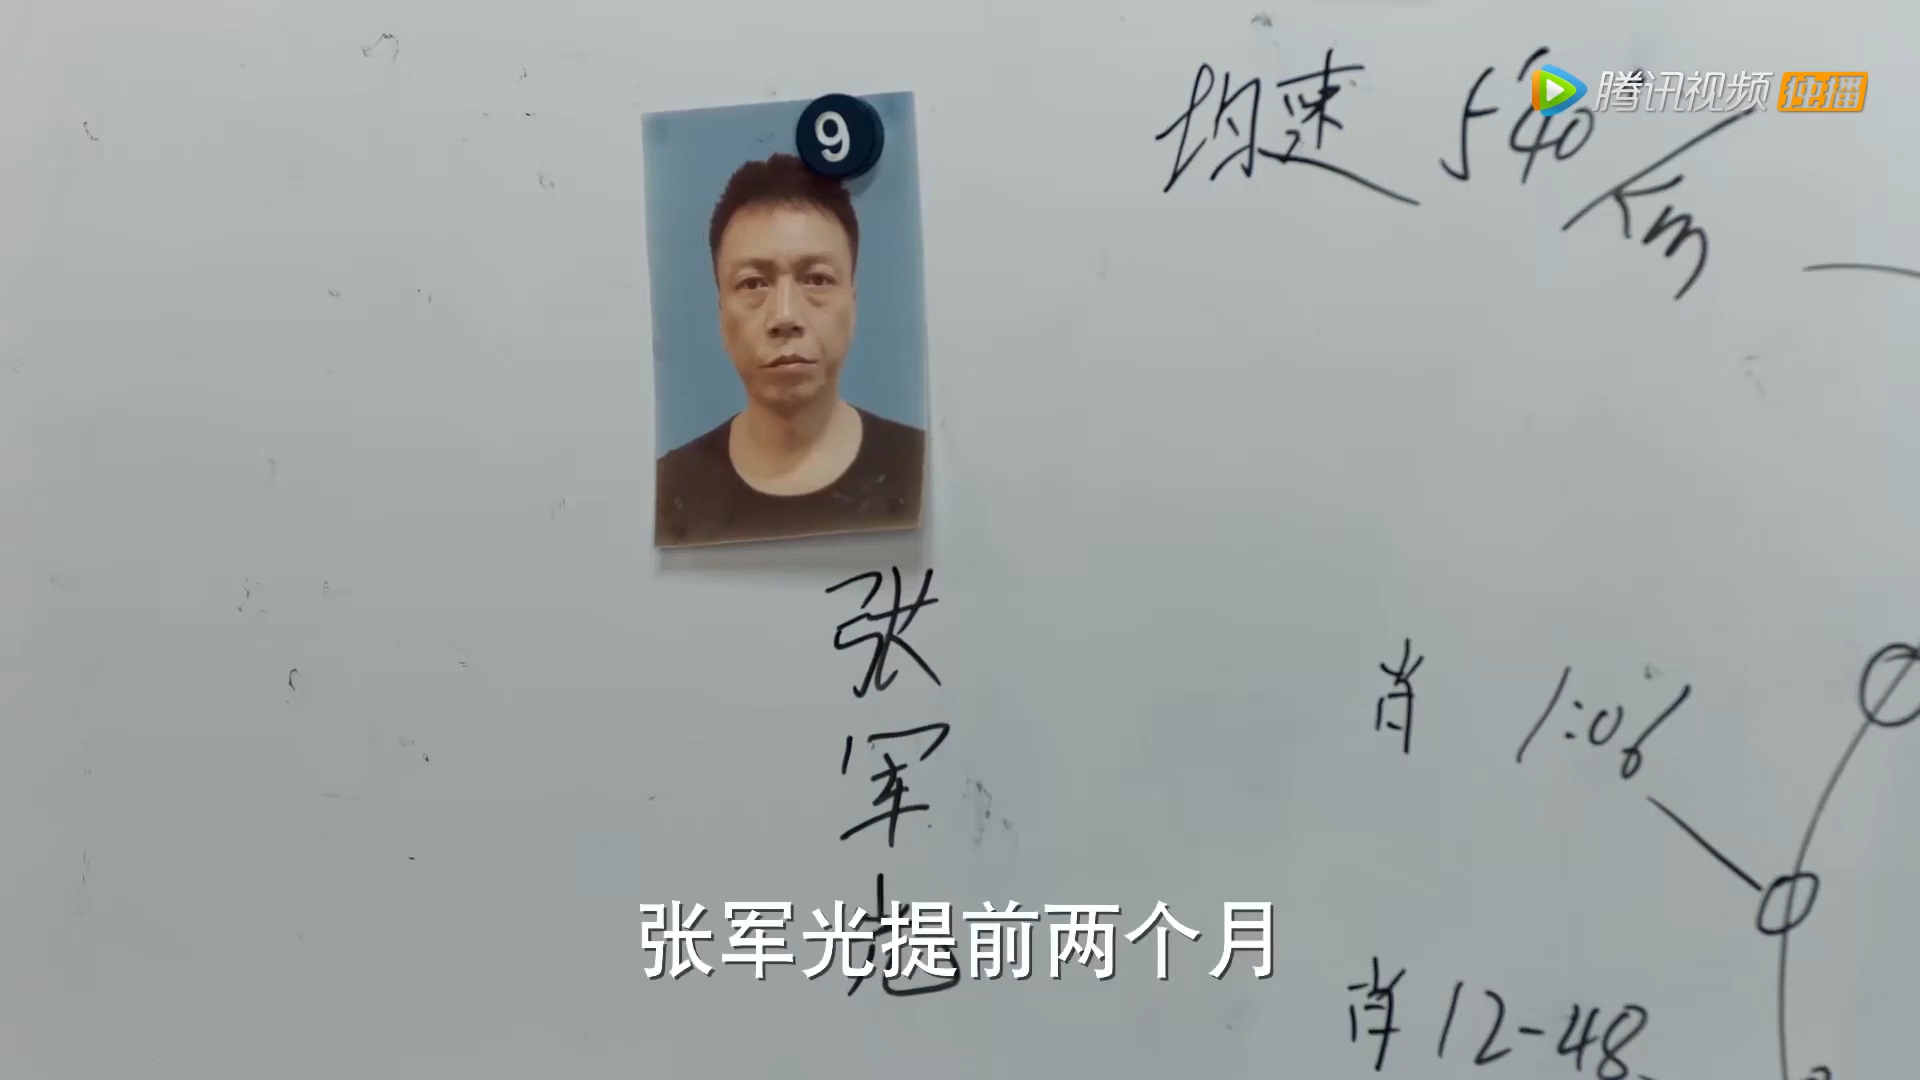 腾讯视频 独播
均速 540
Km
9
张
军
光
肖 1:06
肖 12-48
张军光提前两个月